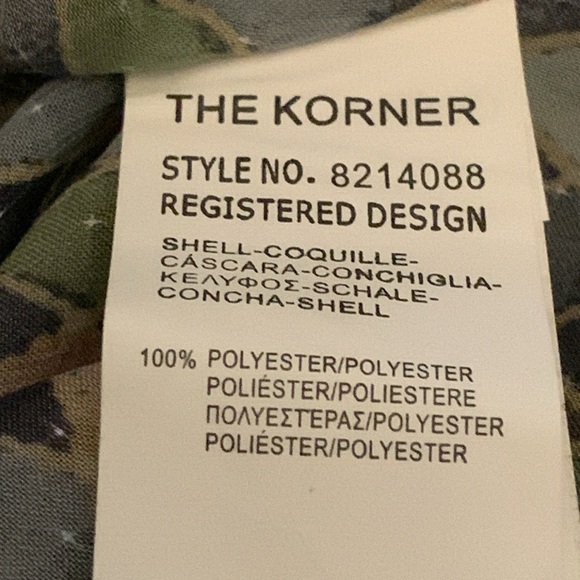 THE KORNER
STYLE NO. 8214088
REGISTERED DESIGN
SHELL-COQUILLE-
CÁSCARA-CONCHIGLIA-
ΚΕΛΥΦΟΣ-SCHALE-
CONCHA-SHELL
100% POLYESTER/POLYESTER
POLIÉSTER/POLIESTERE
ΠΟΛΥΕΣΤΈΡΑΣ/POLYESTER
POLIÉSTER/POLYESTER